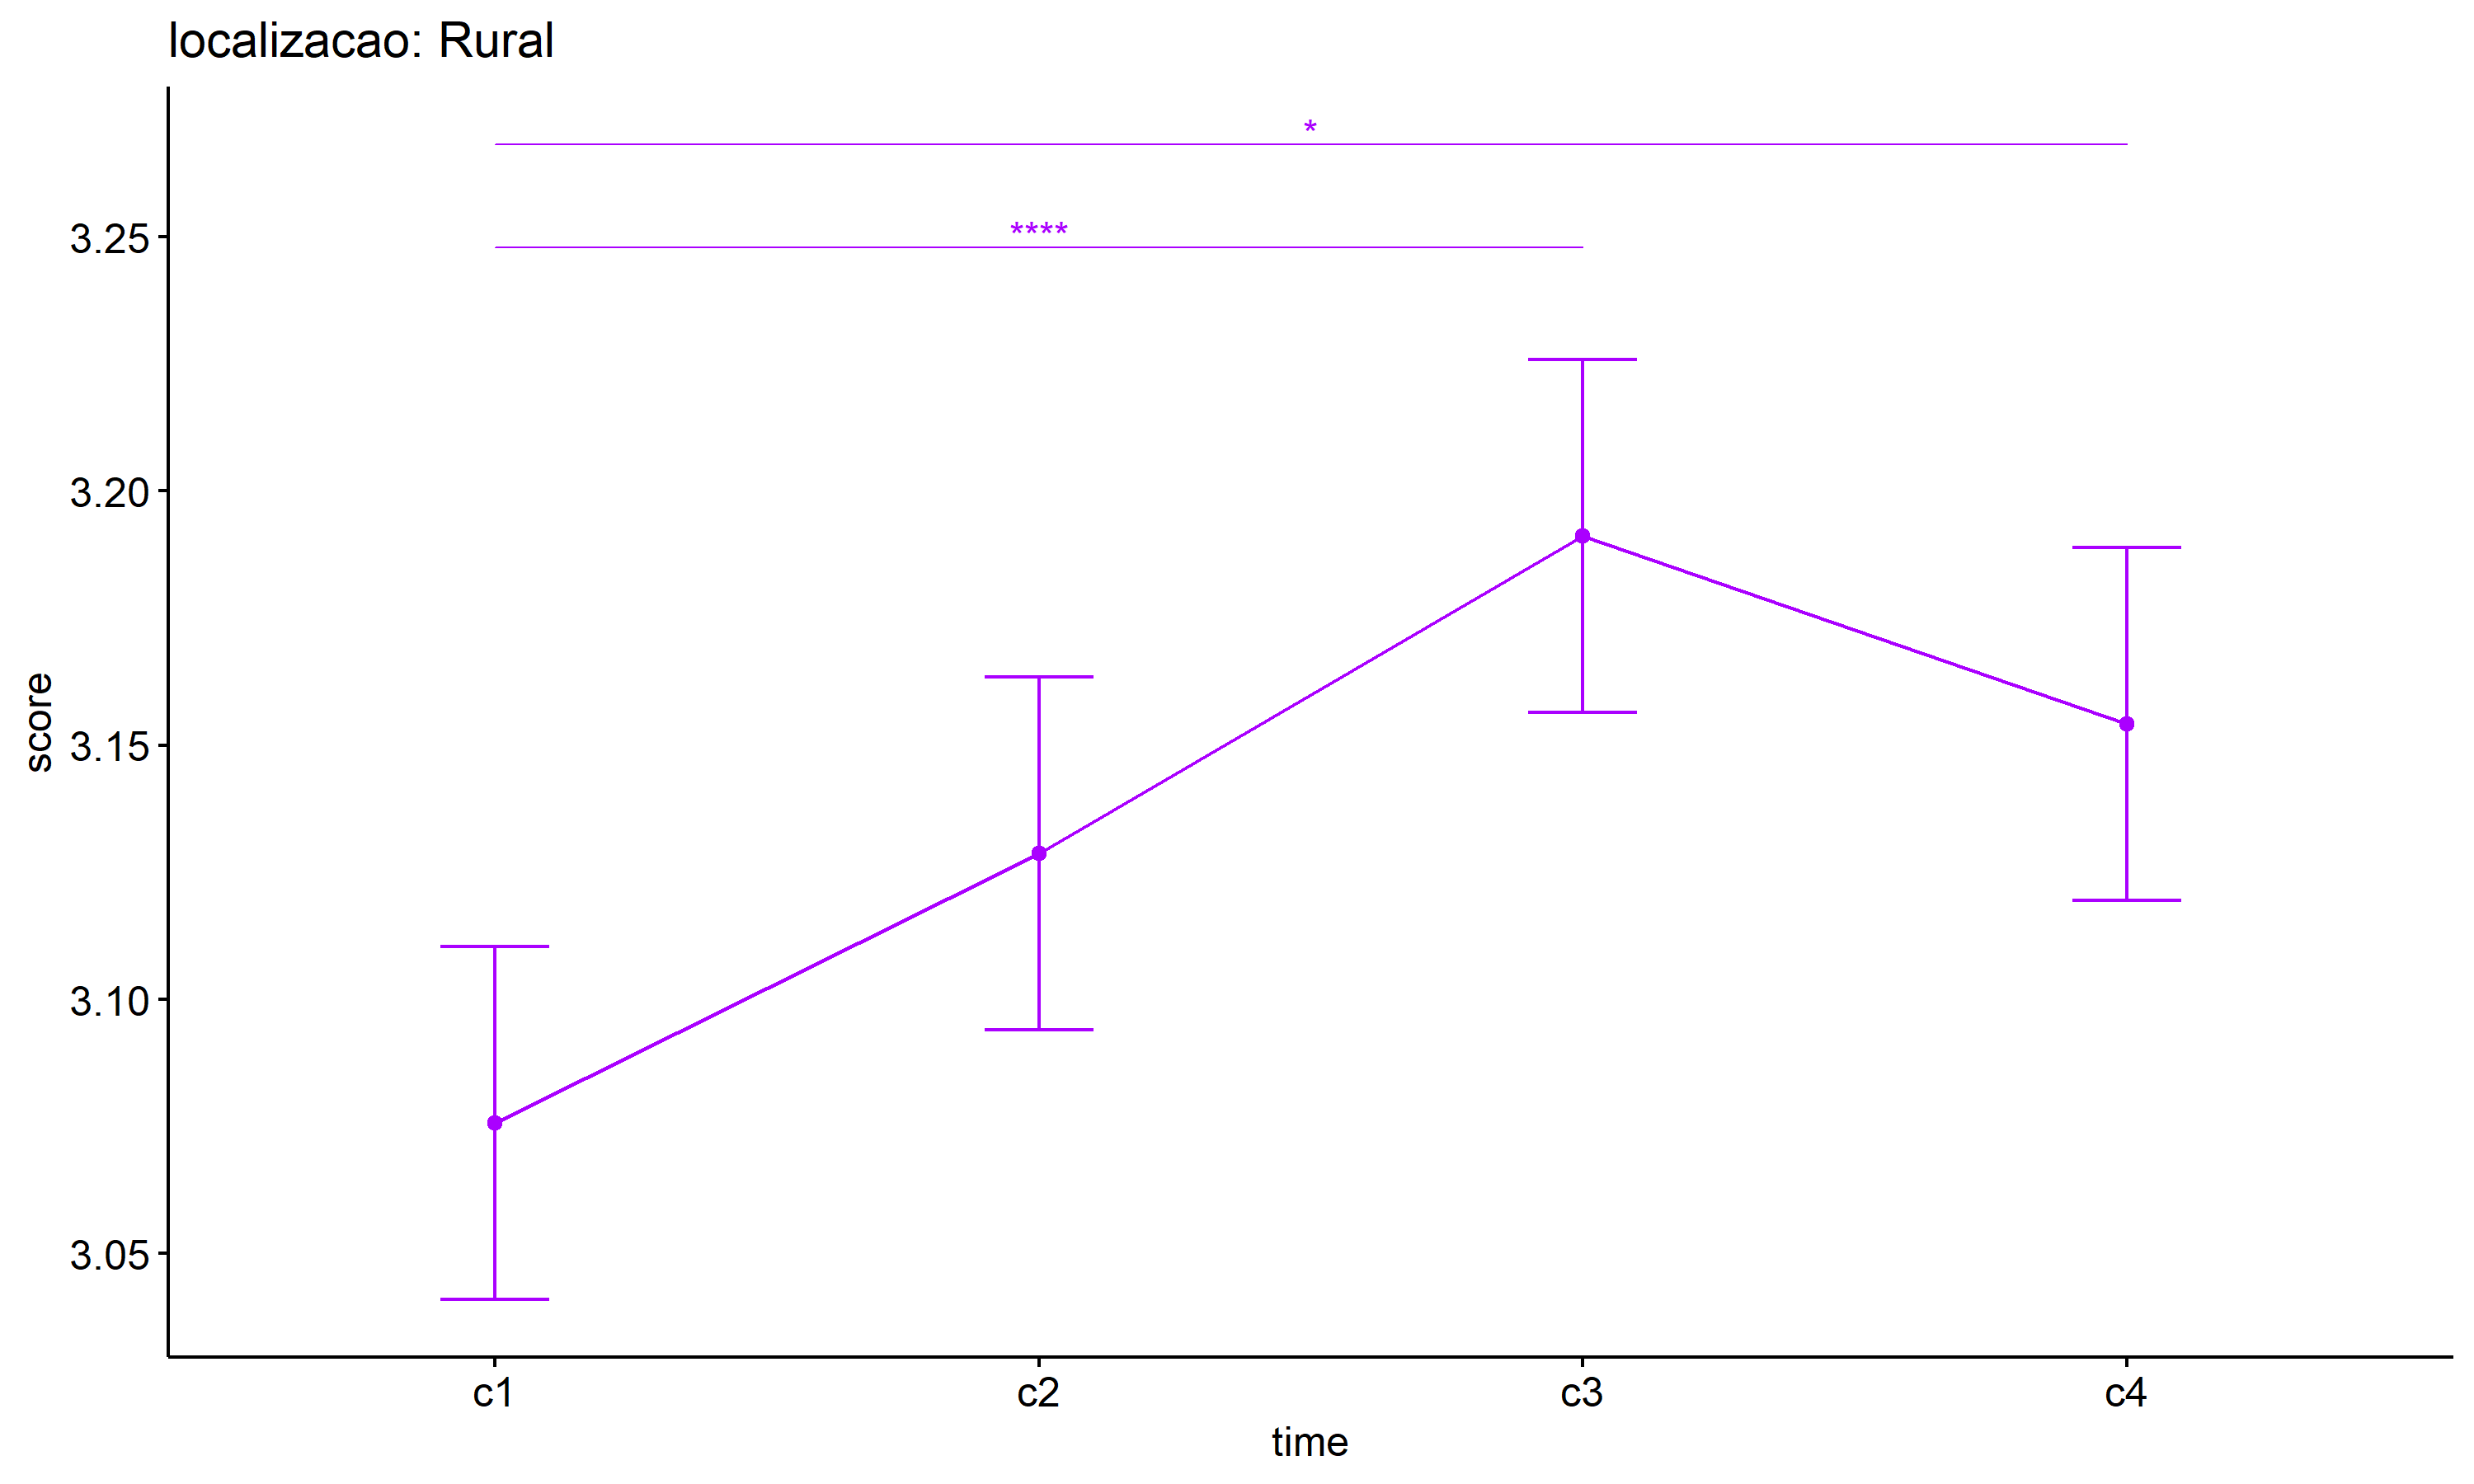 localizacao: Rural
*
****
3.25
3.20
3.15
3.10
3.05
score
c1 c2 c3 c4
time